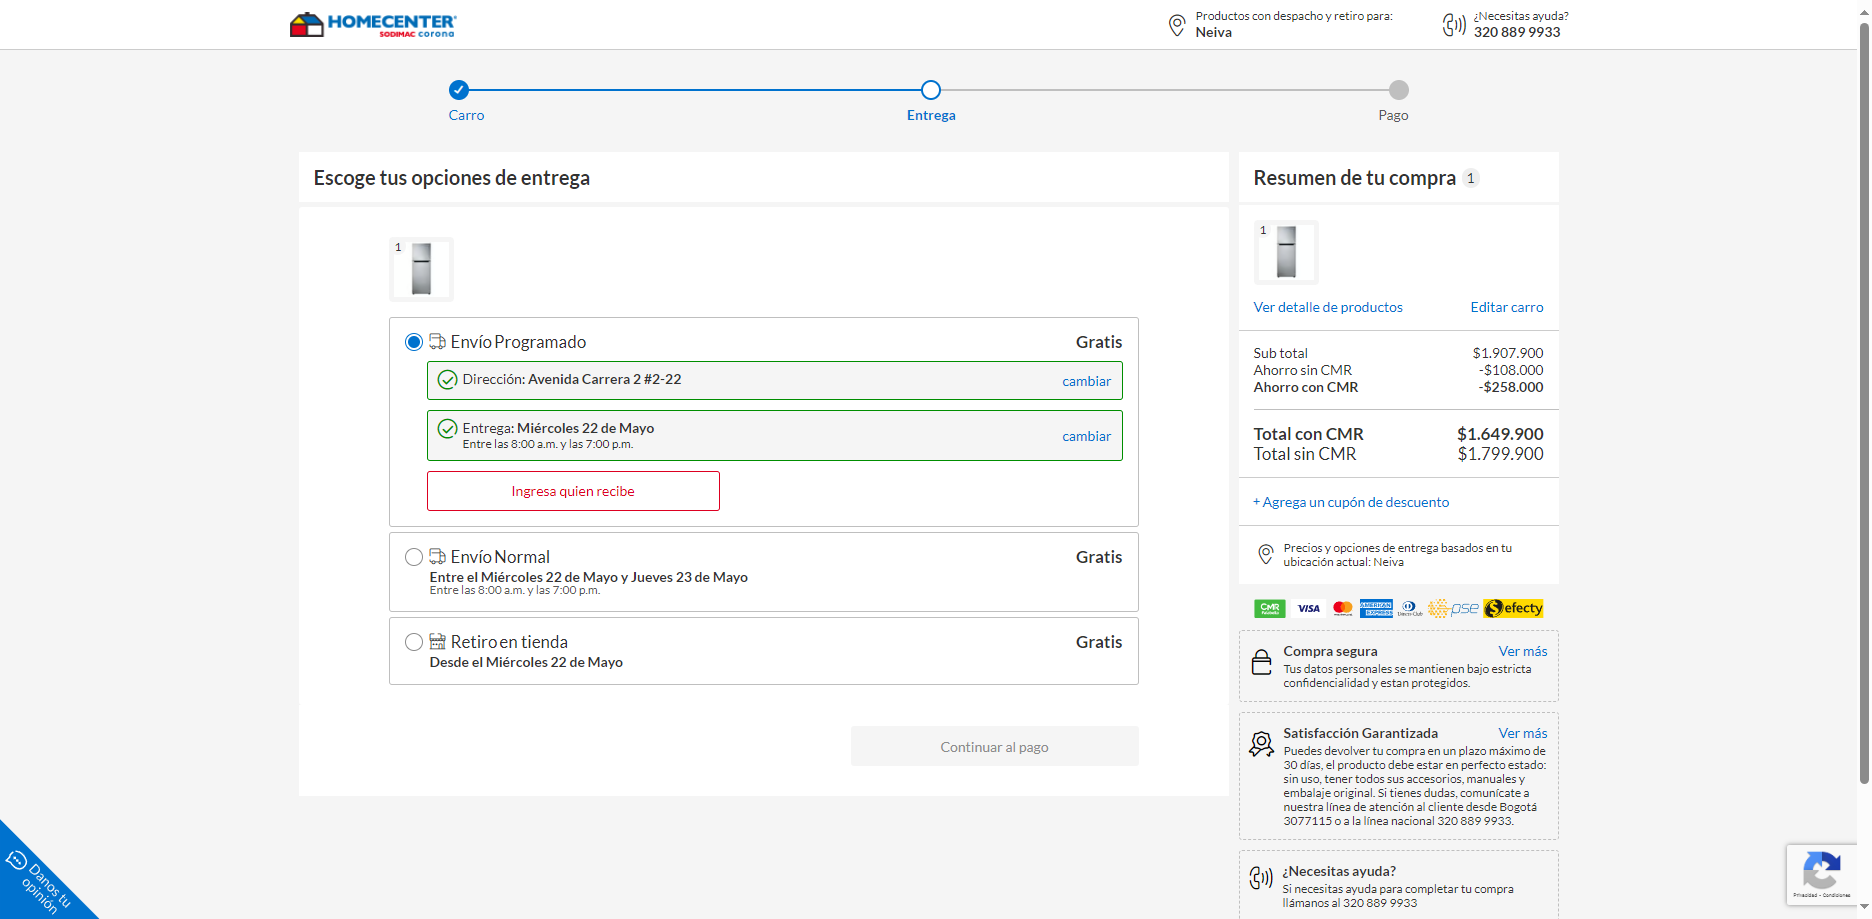 HOMECENTER
SODIMAC corona
Productos con despacho y retiro para:
Neiva
¿Necesitas ayuda?
320 889 9933
Carro
Entrega
Pago
Escoge tus opciones de entrega
1
Envío Programado
Gratis
Dirección: Avenida Carrera 2 #2-22
cambiar
Entrega: Miércoles 22 de Mayo
Entre las 8:00 a.m. y las 7:00 p.m.
cambiar
Ingresa quien recibe
Envío Normal
Gratis
Entre el Miércoles 22 de Mayo y Jueves 23 de Mayo
Entre las 8:00 a.m. y las 7:00 p.m.
Retiro en tienda
Gratis
Desde el Miércoles 22 de Mayo
Continuar al pago
Resumen de tu compra 1
1
Ver detalle de productos
Editar carro
Sub total $1.907.900
Ahorro sin CMR -$108.000
Ahorro con CMR -$258.000
Total con CMR $1.649.900
Total sin CMR $1.799.900
+ Agrega un cupón de descuento
Precios y opciones de entrega basados en tu
ubicación actual: Neiva
CMR VISA AMERICAN EXPRESS Diners Club pse $efecty
Compra segura
Ver más
Tus datos personales se mantienen bajo estricta
confidencialidad y estan protegidos.
Satisfacción Garantizada
Ver más
Puedes devolver tu compra en un plazo máximo de
30 días, el producto debe estar en perfecto estado:
sin uso, tener todos sus accesorios, manuales y
embalaje original. Si tienes dudas, comunícate a
nuestra línea de atención al cliente desde Bogotá
3077115 o a la línea nacional 320 889 9933.
¿Necesitas ayuda?
Si necesitas ayuda para completar tu compra
llámanos al 320 889 9933
Danos tu
opinión
Privacidad - Condiciones